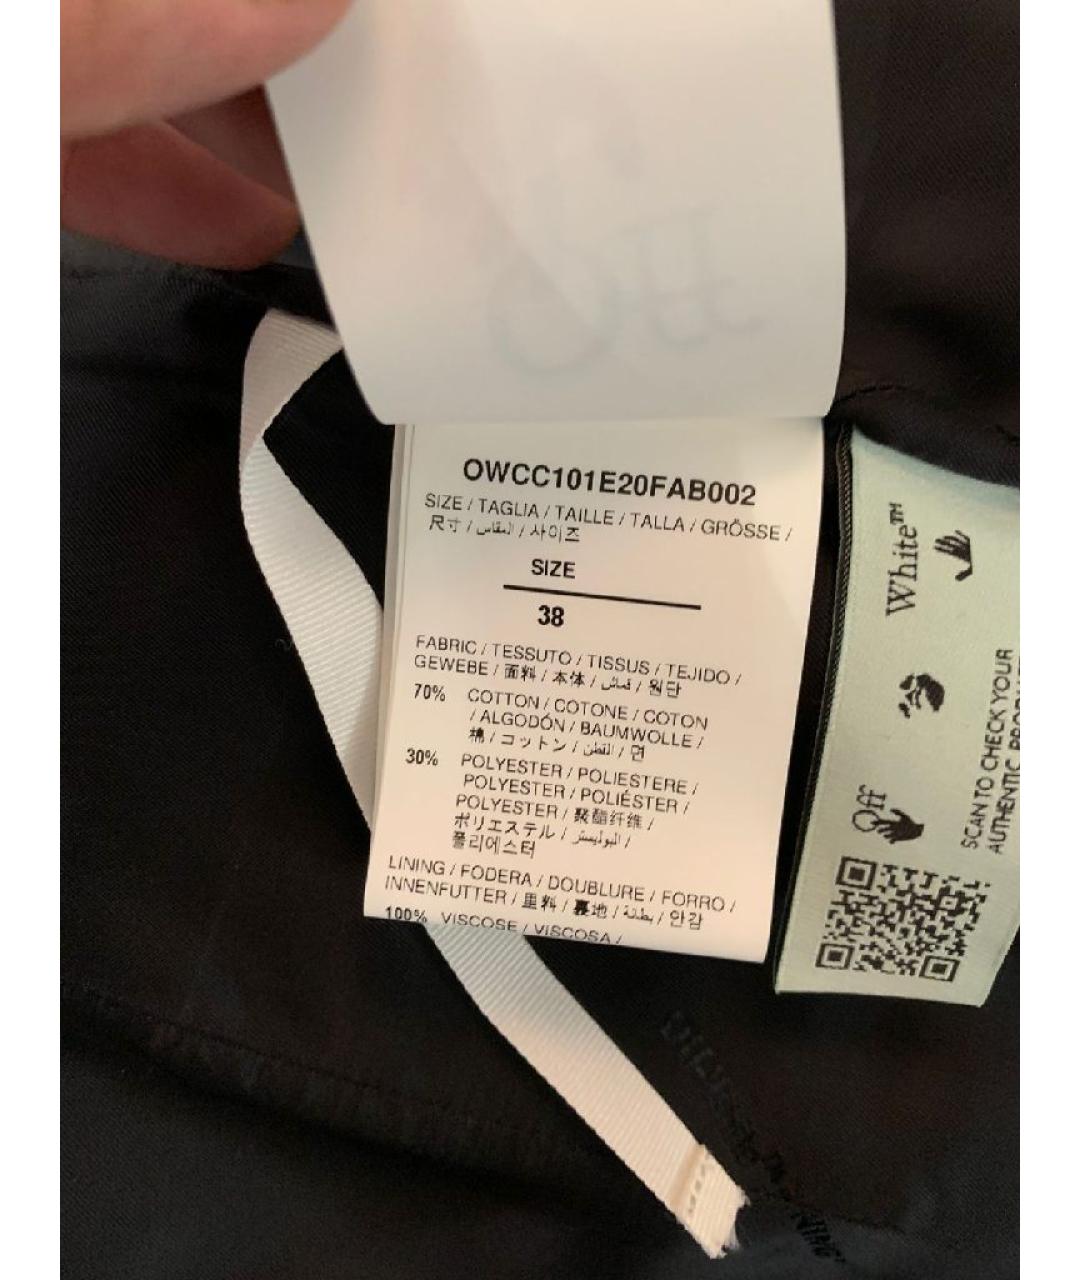 Off
OWCC101E20FAB002
SIZE / TAGLIA / TAILLE / TALLA / GRÖSSE /
尺寸 / المقاس / 사이즈
SIZE
38
FABRIC / TESSUTO / TISSUS / TEJIDO /
GEWEBE / 面料 / 本体 / قماش / 원단
70% COTTON / COTONE / COTON
/ ALGODÓN / BAUMWOLLE /
棉 / コットン / القطن / 면
30% POLYESTER / POLIESTERE /
POLYESTER / POLIÉSTER /
POLYESTER / 聚酯纤维 /
ポリエステル / البوليستر /
폴리에스터
LINING / FODERA / DOUBLURE / FORRO /
INNENFUTTER / 里料 / 裏地 / بطانة / 안감
100% VISCOSE / VISCOSA /
Off White™
SCAN TO CHECK YOUR
AUTHENTIC